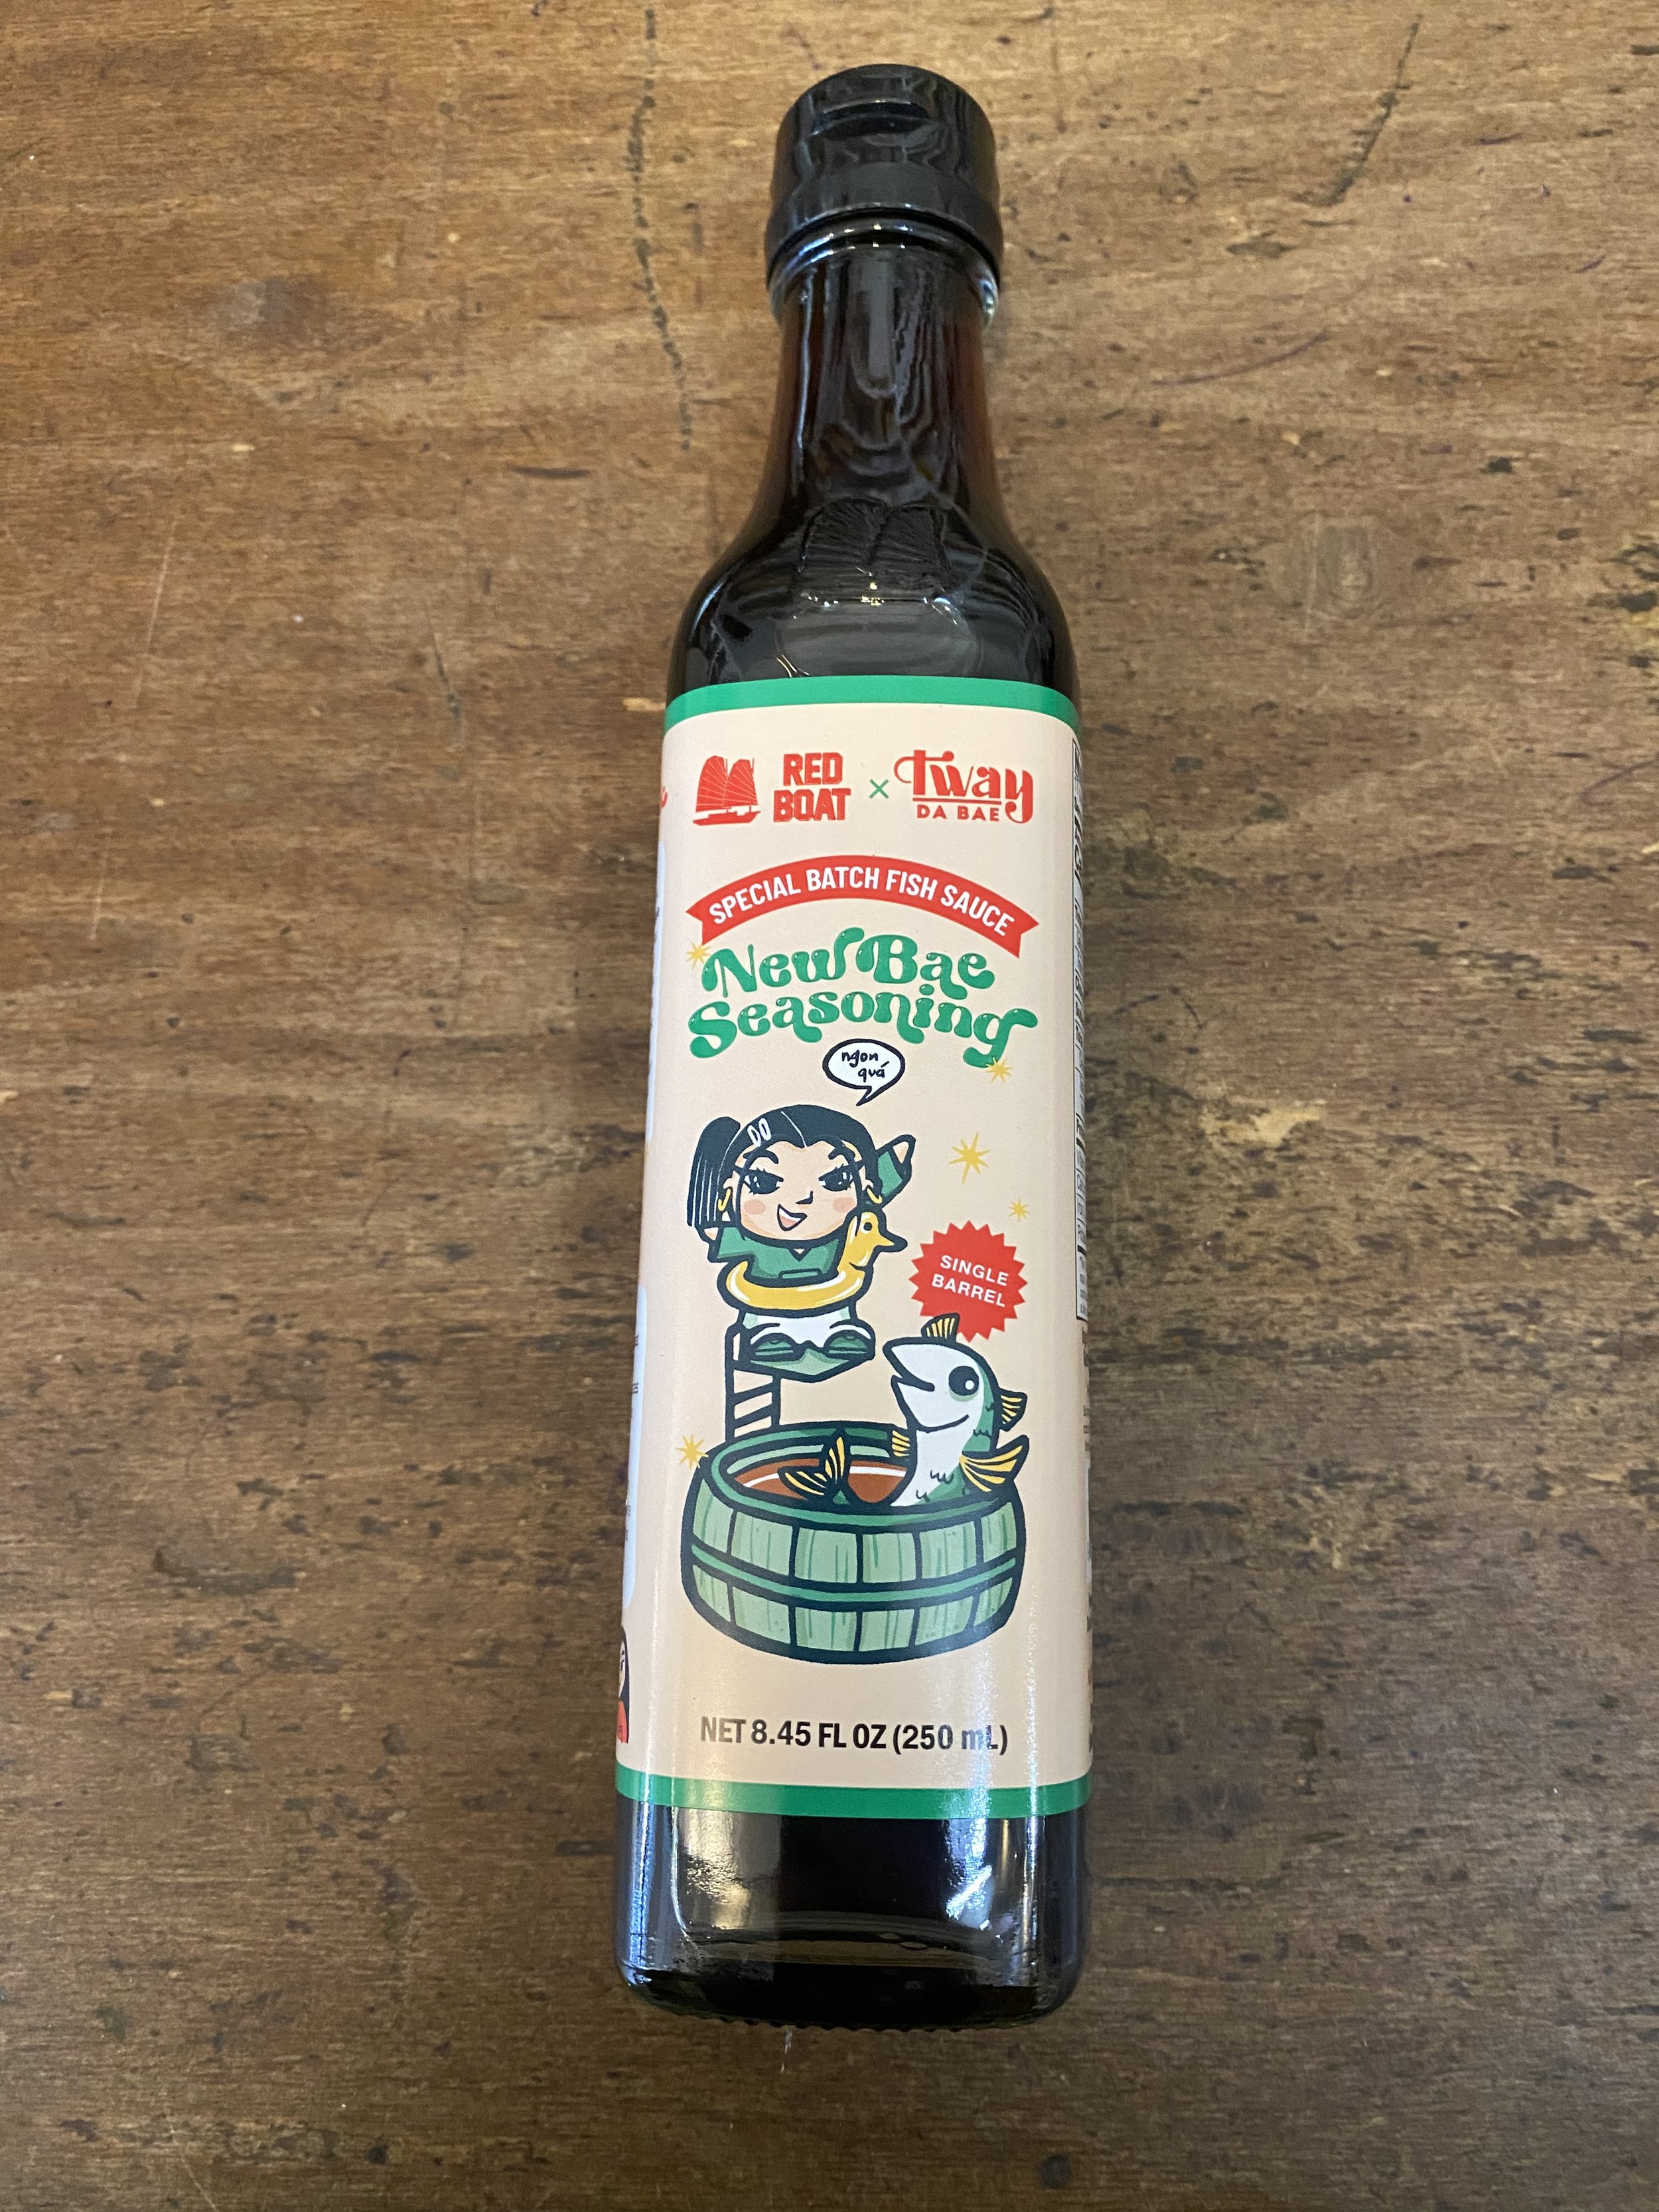 RED BOAT × tway DA BAE
SPECIAL BATCH FISH SAUCE
New Bae
Seasoning
ngon
quá
SINGLE
BARREL
NET 8.45 FL OZ (250 mL)